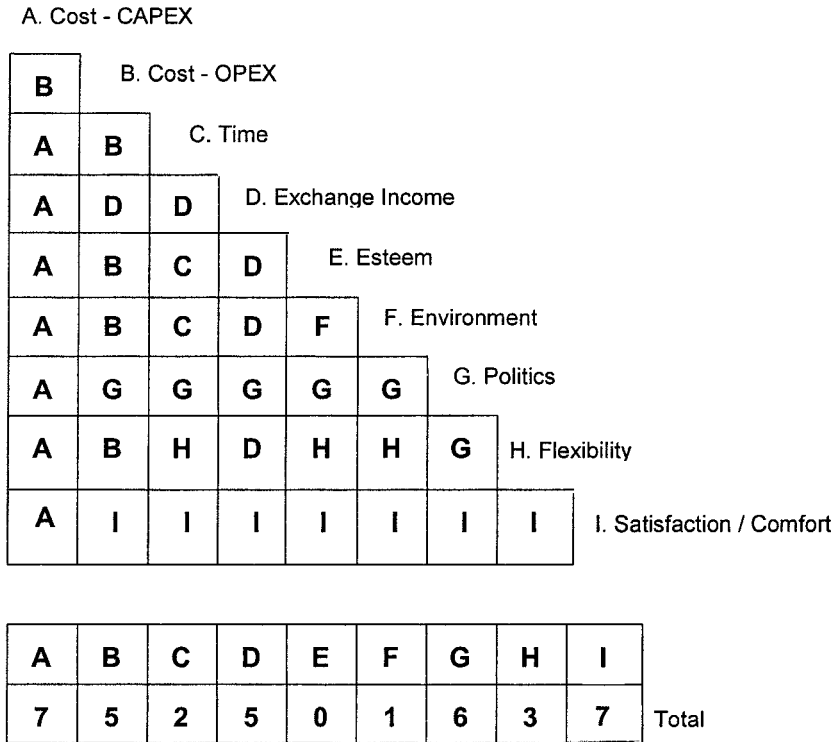 A. Cost - CAPEX
B B. Cost - OPEX
A B C. Time
A D D D. Exchange Income
A B C D E. Esteem
A B C D F F. Environment
A G G G G G G. Politics
A B H D H H G H. Flexibility
A I I I I I I I I. Satisfaction / Comfort
A B C D E F G H I
7 5 2 5 0 1 6 3 7 Total